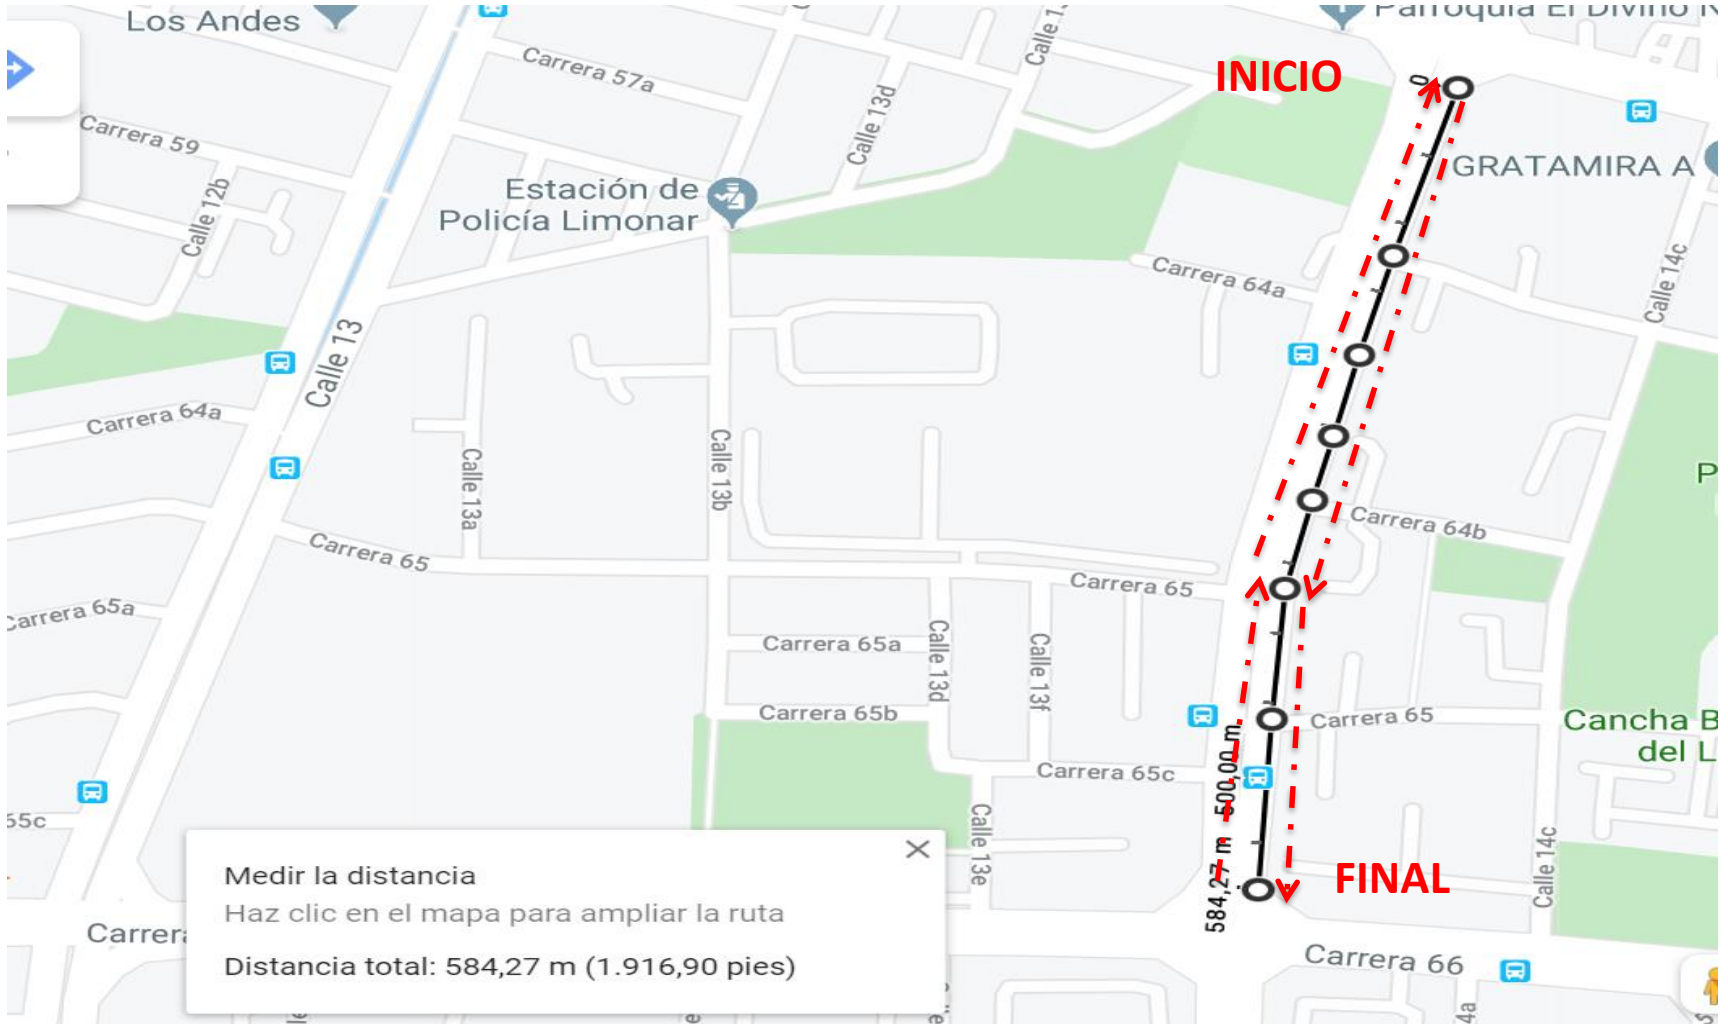 Los Andes
Parroquia El Divino
INICIO
Carrera 57a
Calle 13d
0
Carrera 59
Calle 12b
Estación de
Policía Limonar
GRATAMIRA A
Carrera 64a
Calle 14c
Calle 13
Carrera 64a
Calle 13b
Calle 13a
Carrera 64b
Carrera 65
Carrera 65
Carrera 65a
Carrera 65a
Calle 13d
Calle 13f
Carrera 65b
Carrera 65
Cancha B
del L
500,00 m
Carrera 65c
65c
Calle 13e
Calle 14c
584,27 m
FINAL
Medir la distancia
Haz clic en el mapa para ampliar la ruta
Distancia total: 584,27 m (1.916,90 pies)
Carrera 66